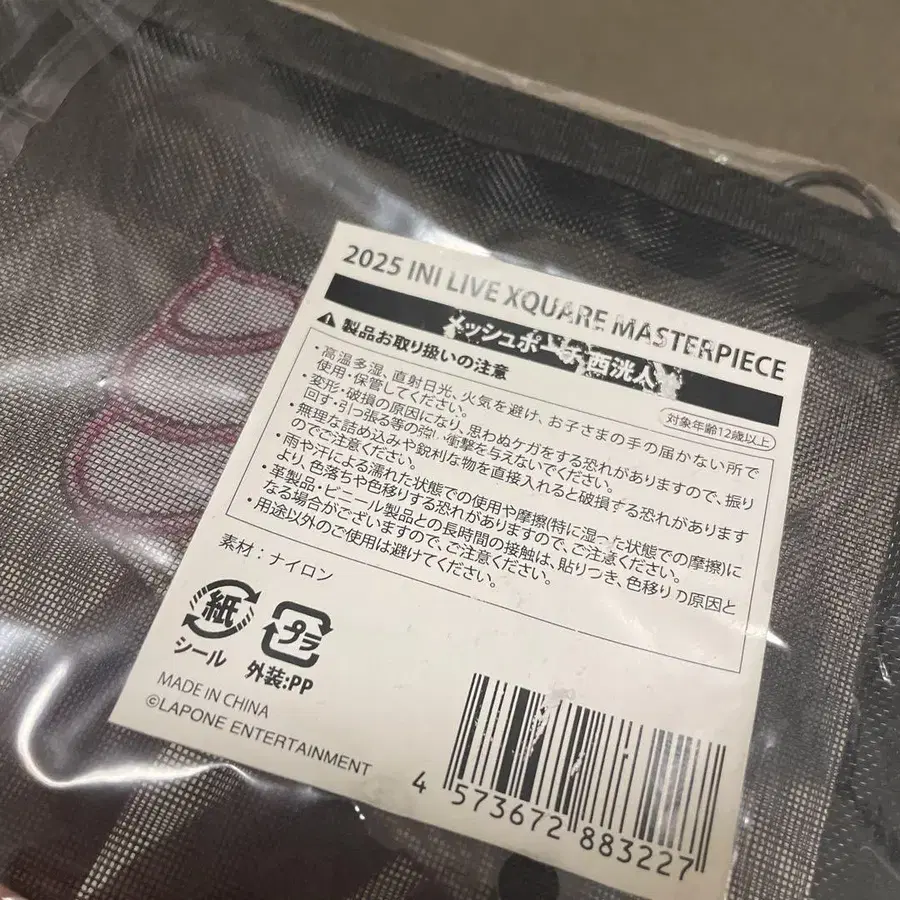 2025 INI LIVE XQUARE MASTERPIECE
メッシュポーチ 西洸人
対象年齢12歳以上
製品お取り扱いの注意
・高温多湿、直射日光、火気を避け、お子さまの手の届かない所で
使用・保管してください。
・変形・破損の原因になり、思わぬケガをする恐れがありますので、振り
回す・引っ張る等の強い衝撃を与えないでください。
・無理な詰め込みや鋭利な物を直接入れると破損する恐れがあります
のでご注意ください。
・雨や汗による濡れた状態での使用や摩擦(特に湿った状態での摩擦)に
より、色落ちや色移りする恐れがありますので、ご注意ください。
・革製品・ビニール製品との長時間の接触は、貼りつき、色移りの原因と
なる場合がございますので、ご注意ください。
・用途以外のご使用は避けてください。
素材：ナイロン
紙
シール
プラ
外装:PP
MADE IN CHINA
©LAPONE ENTERTAINMENT
4 573672 883227